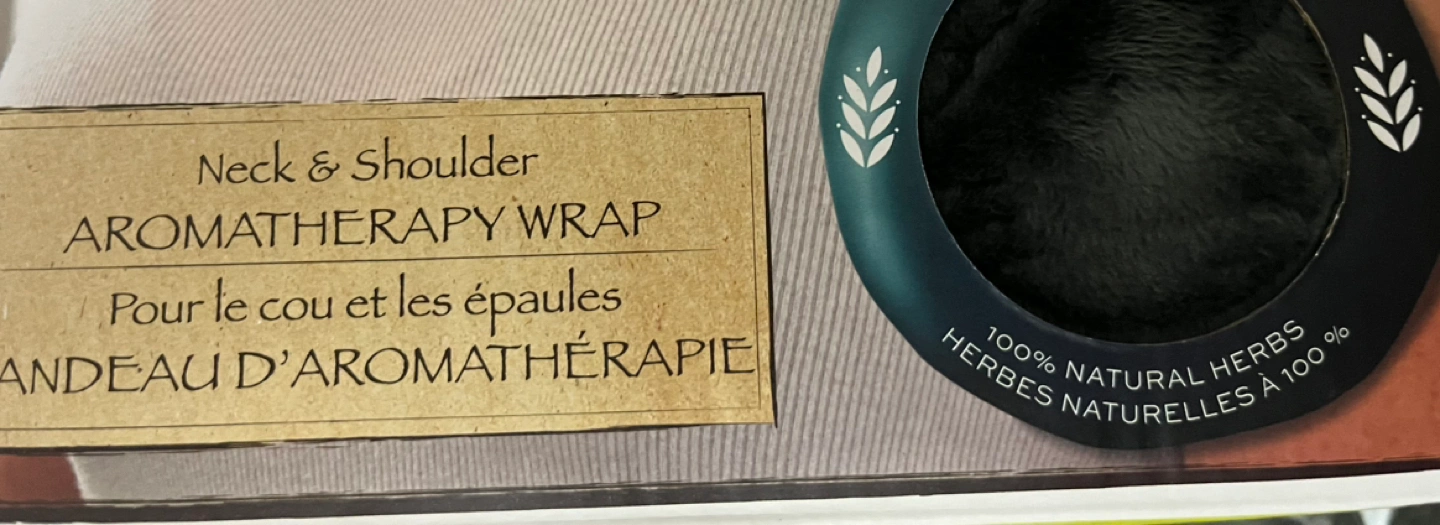 Neck & Shoulder
AROMATHERAPY WRAP
Pour le cou et les épaules
ANDEAU D'AROMATHÉRAPIE
100% NATURAL HERBS
HERBES NATURELLES À 100 %